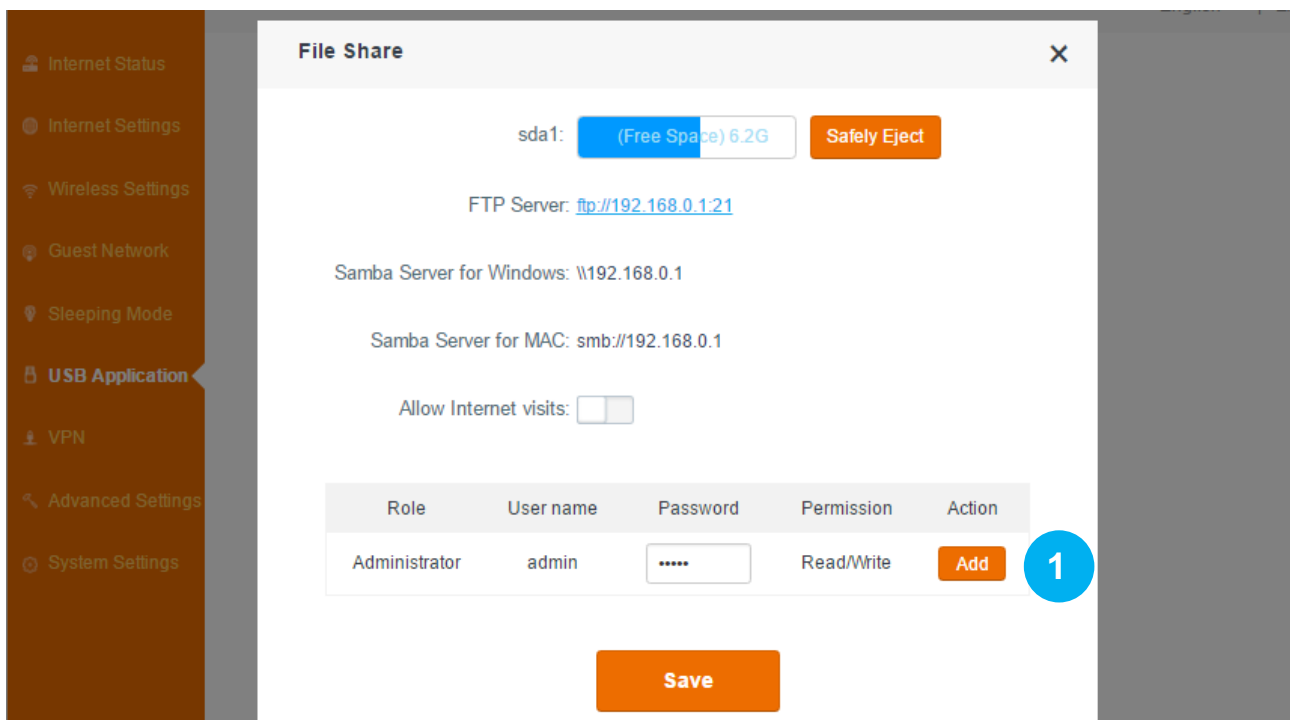 File Share
×
Internet Status
Internet Settings
Wireless Settings
Guest Network
Sleeping Mode
USB Application
VPN
Advanced Settings
System Settings
sda1: (Free Space) 6.2G Safely Eject
FTP Server: ftp://192.168.0.1:21
Samba Server for Windows: \\192.168.0.1
Samba Server for MAC: smb://192.168.0.1
Allow Internet visits:
Role User name Password Permission Action
Administrator admin ••••• Read/Write Add 1
Save